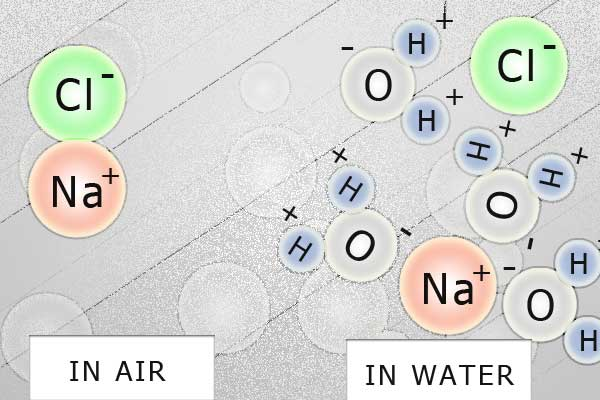 Cl -
Na +
IN AIR
- O H + H +
Cl -
H + H + O -
H + H + O -
Na +
- O H H
IN WATER